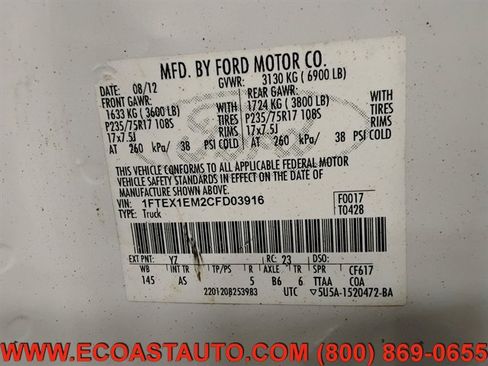 MFD. BY FORD MOTOR CO.
DATE: 08/12 GVWR: 3130 KG (6900 LB)
FRONT GAWR: REAR GAWR:
1633 KG (3600 LB) WITH 1724 KG (3800 LB) WITH
P235/75R17 108S TIRES P235/75R17 108S TIRES
17x7.5J RIMS 17x7.5J RIMS
AT 260 kPa/ 38 PSI COLD AT 260 kPa/ 38 PSI COLD
THIS VEHICLE CONFORMS TO ALL APPLICABLE FEDERAL MOTOR
VEHICLE SAFETY STANDARDS IN EFFECT ON THE DATE OF
MANUFACTURE SHOWN ABOVE.
VIN: 1FTEX1EM2CFD03916 F0017
TYPE: Truck T0428
EXT PNT: YZ RC: 23 DSO:
WB INT TR TP/PS R AXLE TR SPR CF617
145 AS 5 B6 6 TTAA COA
2201208253983 UTC ▽5U5A-1520472-BA
WWW.ECOASTAUTO.COM (800) 869-0655